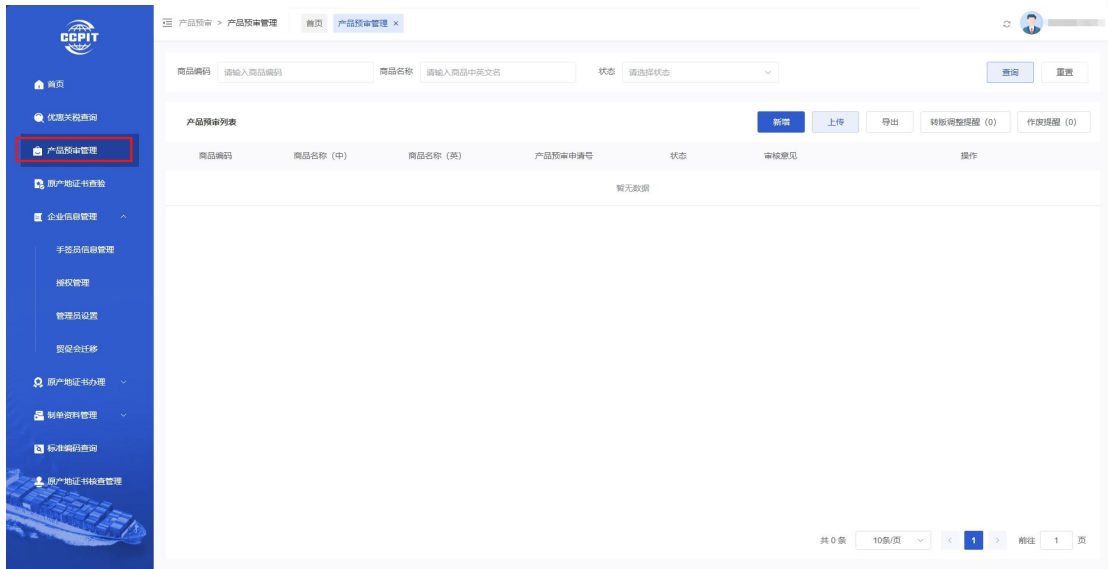 CCPIT
首页
优惠关税查询
产品预审管理
原产地证书查验
企业信息管理
手签员信息管理
授权管理
管理员设置
贸促会迁移
原产地证书办理
制单资料管理
标准编码查询
原产地证书核查管理
产品预审 > 产品预审管理 首页 产品预审管理 ×
商品编码 请输入商品编码 商品名称 请输入商品中英文名 状态 请选择状态 查询 重置
产品预审列表 新增 上传 导出 转版调整提醒 (0) 作废提醒 (0)
商品编码 商品名称 (中) 商品名称 (英) 产品预审申请号 状态 审核意见 操作
暂无数据
共 0 条 10条/页 < 1 > 前往 1 页